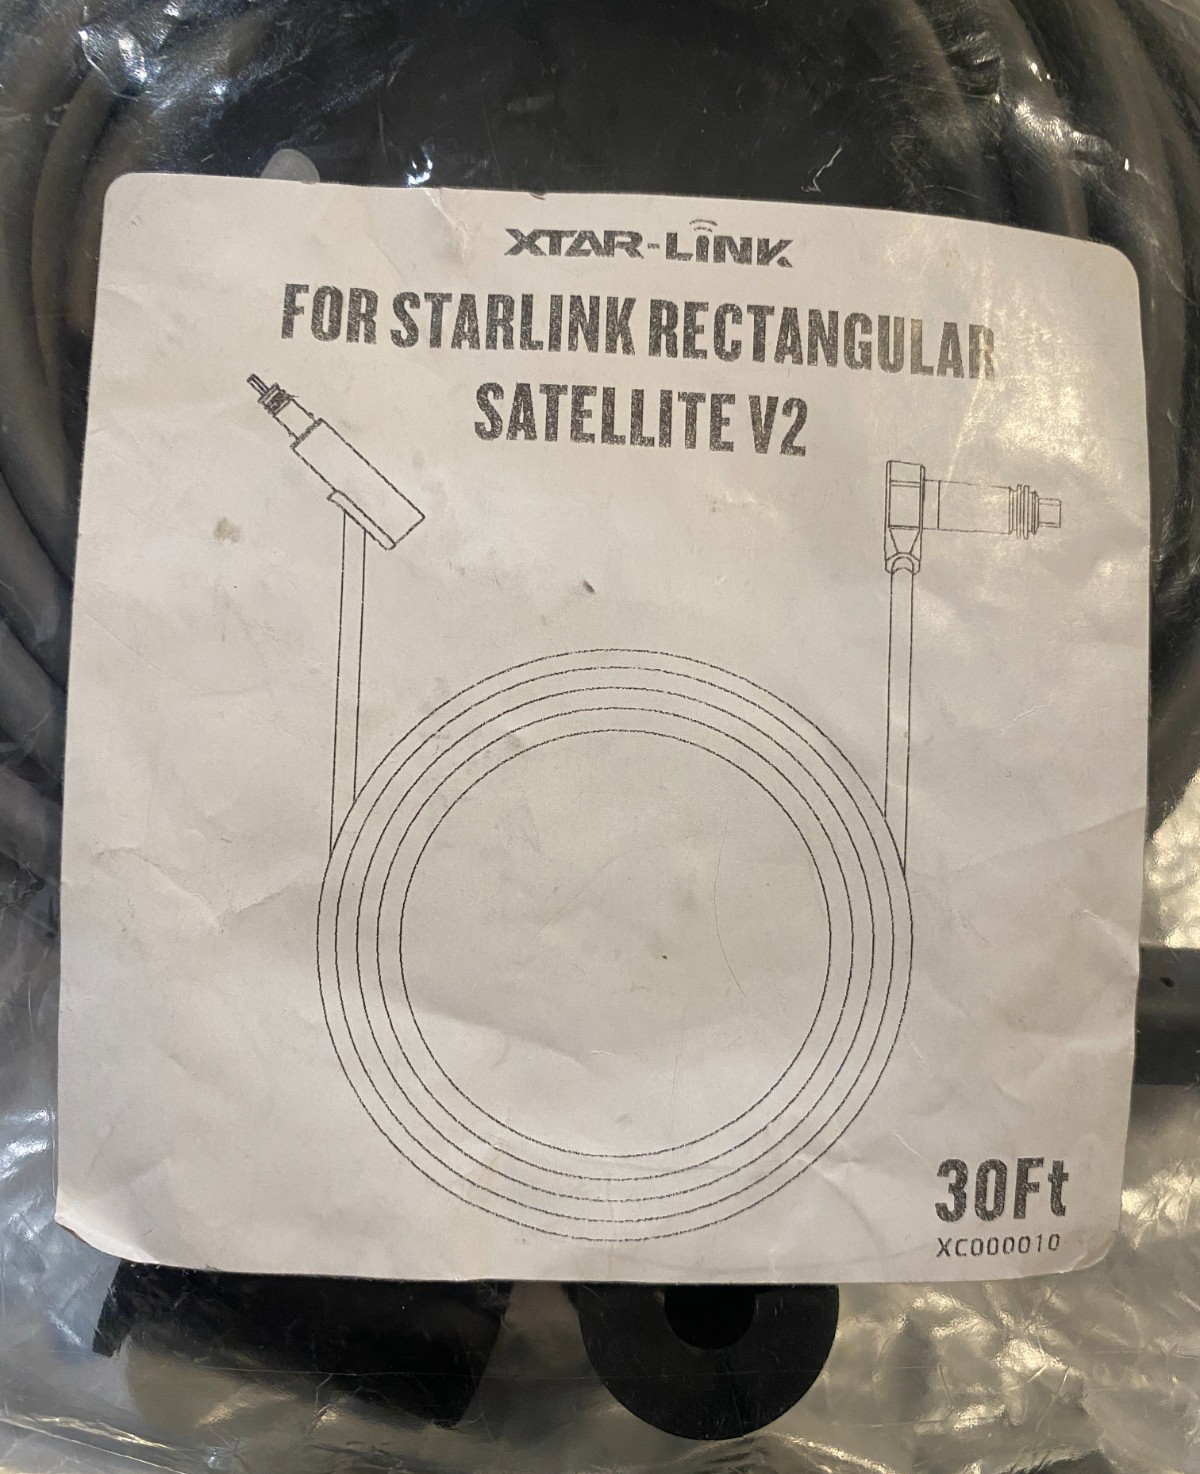 XTAR-LINK
FOR STARLINK RECTANGULAR
SATELLITE V2
30Ft
XC000010